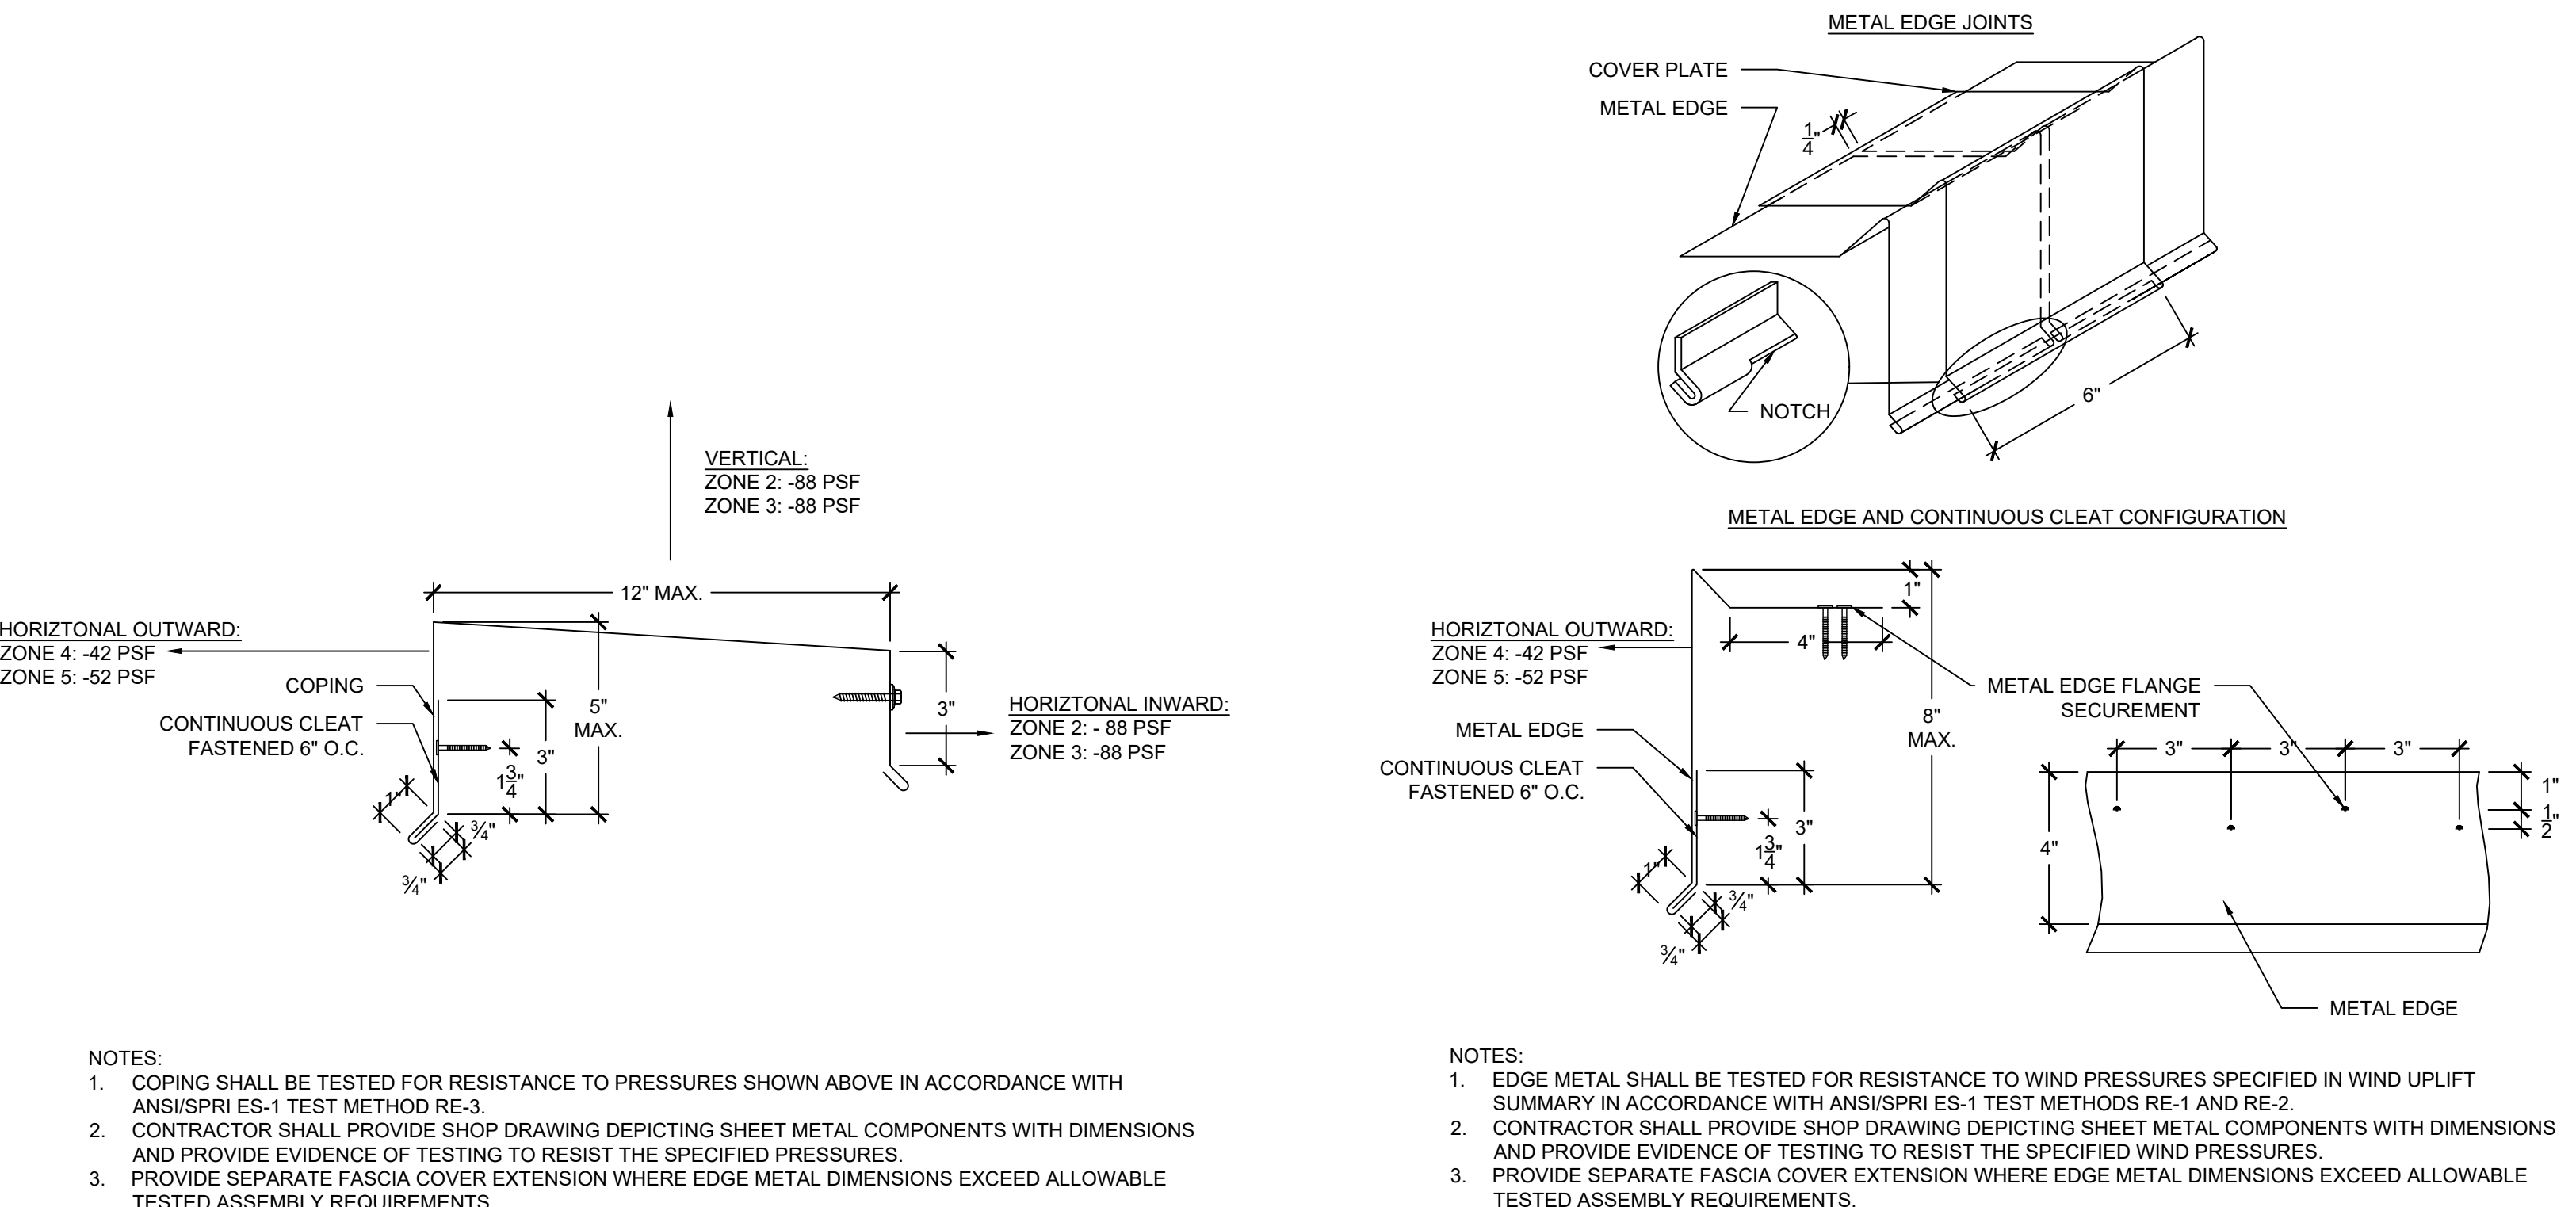 VERTICAL:
ZONE 2: -88 PSF
ZONE 3: -88 PSF
12" MAX.
HORIZTONAL OUTWARD:
ZONE 4: -42 PSF
ZONE 5: -52 PSF
COPING
CONTINUOUS CLEAT
FASTENED 6" O.C.
5"
MAX.
3"
1 3/4"
1"
3/4"
3/4"
3"
HORIZTONAL INWARD:
ZONE 2: - 88 PSF
ZONE 3: -88 PSF
NOTES:
1. COPING SHALL BE TESTED FOR RESISTANCE TO PRESSURES SHOWN ABOVE IN ACCORDANCE WITH
ANSI/SPRI ES-1 TEST METHOD RE-3.
2. CONTRACTOR SHALL PROVIDE SHOP DRAWING DEPICTING SHEET METAL COMPONENTS WITH DIMENSIONS
AND PROVIDE EVIDENCE OF TESTING TO RESIST THE SPECIFIED PRESSURES.
3. PROVIDE SEPARATE FASCIA COVER EXTENSION WHERE EDGE METAL DIMENSIONS EXCEED ALLOWABLE
TESTED ASSEMBLY REQUIREMENTS
METAL EDGE JOINTS
COVER PLATE
METAL EDGE
1/4"
NOTCH
6"
METAL EDGE AND CONTINUOUS CLEAT CONFIGURATION
1"
4"
HORIZTONAL OUTWARD:
ZONE 4: -42 PSF
ZONE 5: -52 PSF
METAL EDGE FLANGE
SECUREMENT
8"
MAX.
METAL EDGE
CONTINUOUS CLEAT
FASTENED 6" O.C.
3"
1 3/4"
1"
3/4"
3/4"
3" 3" 3"
1"
1/2"
4"
METAL EDGE
NOTES:
1. EDGE METAL SHALL BE TESTED FOR RESISTANCE TO WIND PRESSURES SPECIFIED IN WIND UPLIFT
SUMMARY IN ACCORDANCE WITH ANSI/SPRI ES-1 TEST METHODS RE-1 AND RE-2.
2. CONTRACTOR SHALL PROVIDE SHOP DRAWING DEPICTING SHEET METAL COMPONENTS WITH DIMENSIONS
AND PROVIDE EVIDENCE OF TESTING TO RESIST THE SPECIFIED WIND PRESSURES.
3. PROVIDE SEPARATE FASCIA COVER EXTENSION WHERE EDGE METAL DIMENSIONS EXCEED ALLOWABLE
TESTED ASSEMBLY REQUIREMENTS.